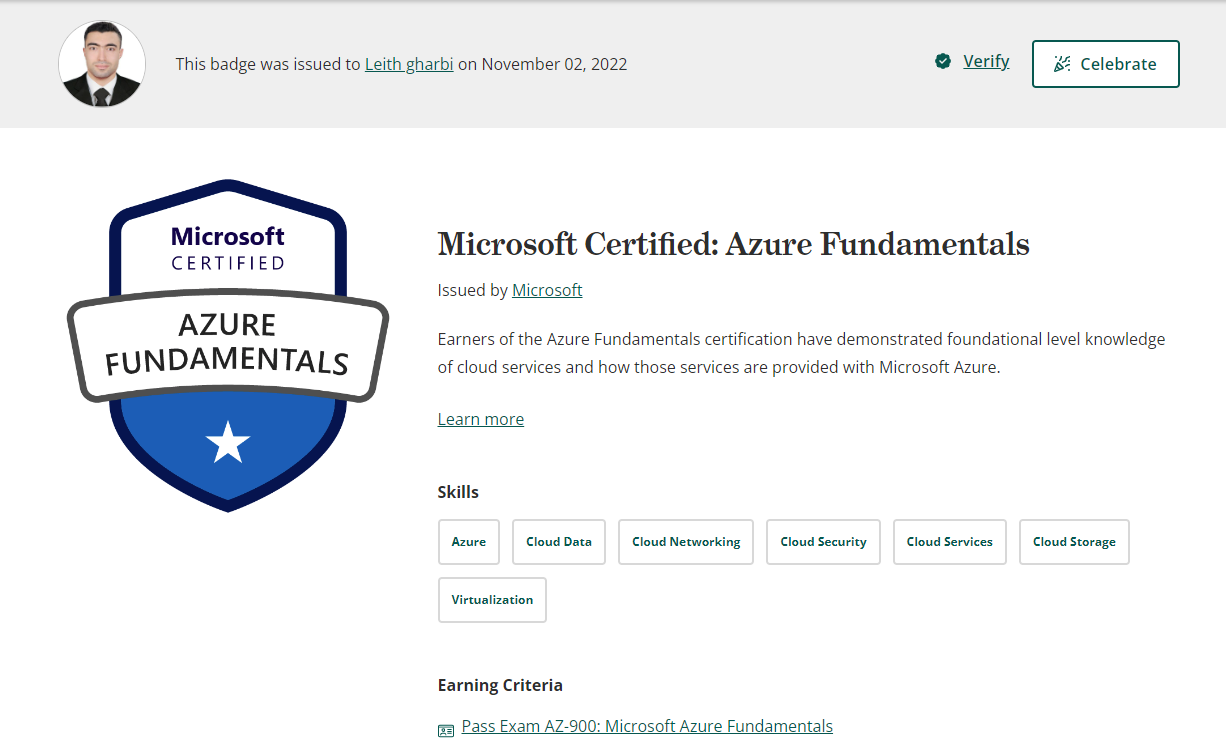 This badge was issued to Leith gharbi on November 02, 2022
Verify
Celebrate
Microsoft
CERTIFIED
AZURE
FUNDAMENTALS
Microsoft Certified: Azure Fundamentals
Issued by Microsoft
Earners of the Azure Fundamentals certification have demonstrated foundational level knowledge
of cloud services and how those services are provided with Microsoft Azure.
Learn more
Skills
Azure
Cloud Data
Cloud Networking
Cloud Security
Cloud Services
Cloud Storage
Virtualization
Earning Criteria
Pass Exam AZ-900: Microsoft Azure Fundamentals